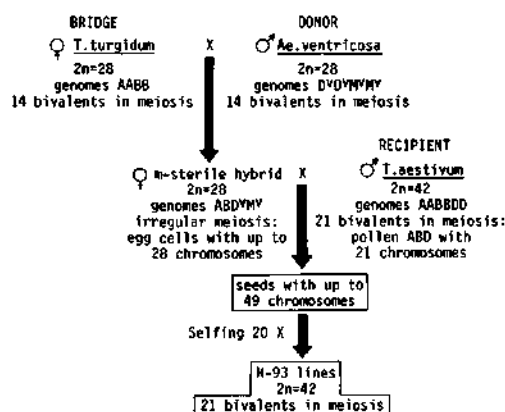 BRIDGE
♀ T.turgidum
2n=28
genomes AABB
14 bivalents in meiosis
X
DONOR
♂ Ae.ventricosa
2n=28
genomes DVDVMVMV
14 bivalents in meiosis
♀ m-sterile hybrid
2n=28
genomes ABDVMV
irregular meiosis:
egg cells with up to
28 chromosomes
X
RECIPIENT
♂ T.aestivum
2n=42
genomes AABBDD
21 bivalents in meiosis:
pollen ABD with
21 chromosomes
seeds with up to
49 chromosomes
Selfing 20 X
H-93 lines
2n=42
21 bivalents in meiosis